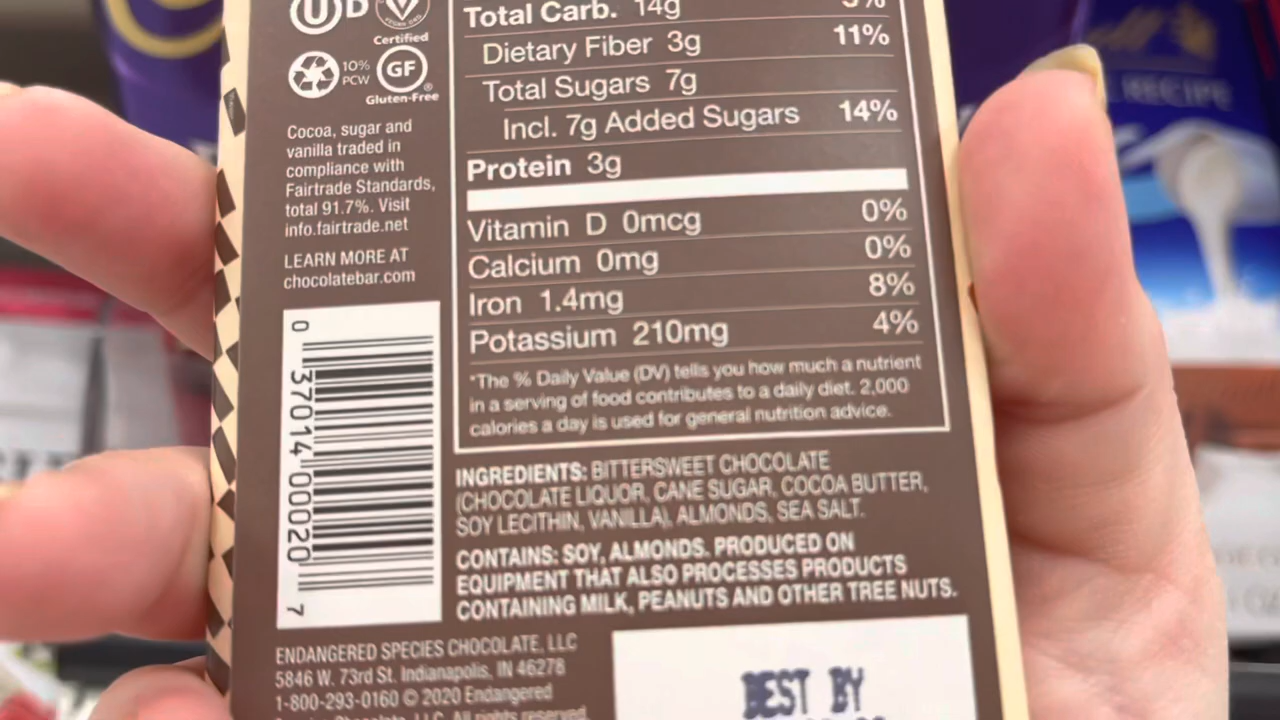 U D
Certified
10%
PCW
GF
®
Gluten-Free
Cocoa, sugar and
vanilla traded in
compliance with
Fairtrade Standards,
total 91.7%. Visit
info.fairtrade.net
LEARN MORE AT
chocolatebar.com
0 37014 00020 7
Total Carb. 14g 5%
Dietary Fiber 3g 11%
Total Sugars 7g
Incl. 7g Added Sugars 14%
Protein 3g
Vitamin D 0mcg 0%
Calcium 0mg 0%
Iron 1.4mg 8%
Potassium 210mg 4%
*The % Daily Value (DV) tells you how much a nutrient
in a serving of food contributes to a daily diet. 2,000
calories a day is used for general nutrition advice.
INGREDIENTS: BITTERSWEET CHOCOLATE
(CHOCOLATE LIQUOR, CANE SUGAR, COCOA BUTTER,
SOY LECITHIN, VANILLA), ALMONDS, SEA SALT.
CONTAINS: SOY, ALMONDS. PRODUCED ON
EQUIPMENT THAT ALSO PROCESSES PRODUCTS
CONTAINING MILK, PEANUTS AND OTHER TREE NUTS.
ENDANGERED SPECIES CHOCOLATE, LLC
5846 W. 73rd St. Indianapolis, IN 46278
1-800-293-0160 © 2020 Endangered
Chocolate, LLC. All rights reserved.
BEST BY
RECIPE